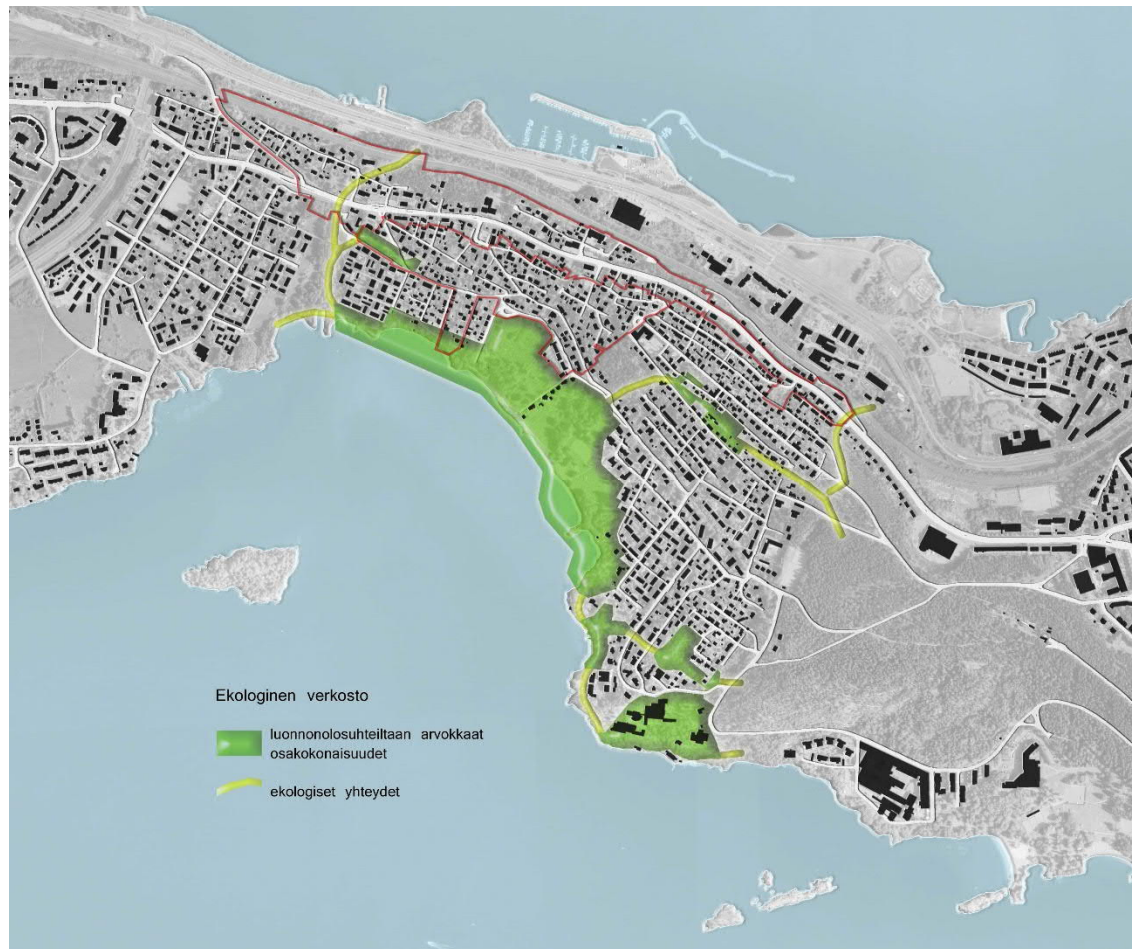 Ekologinen verkosto
luonnonolosuhteiltaan arvokkaat
osakokonaisuudet
ekologiset yhteydet